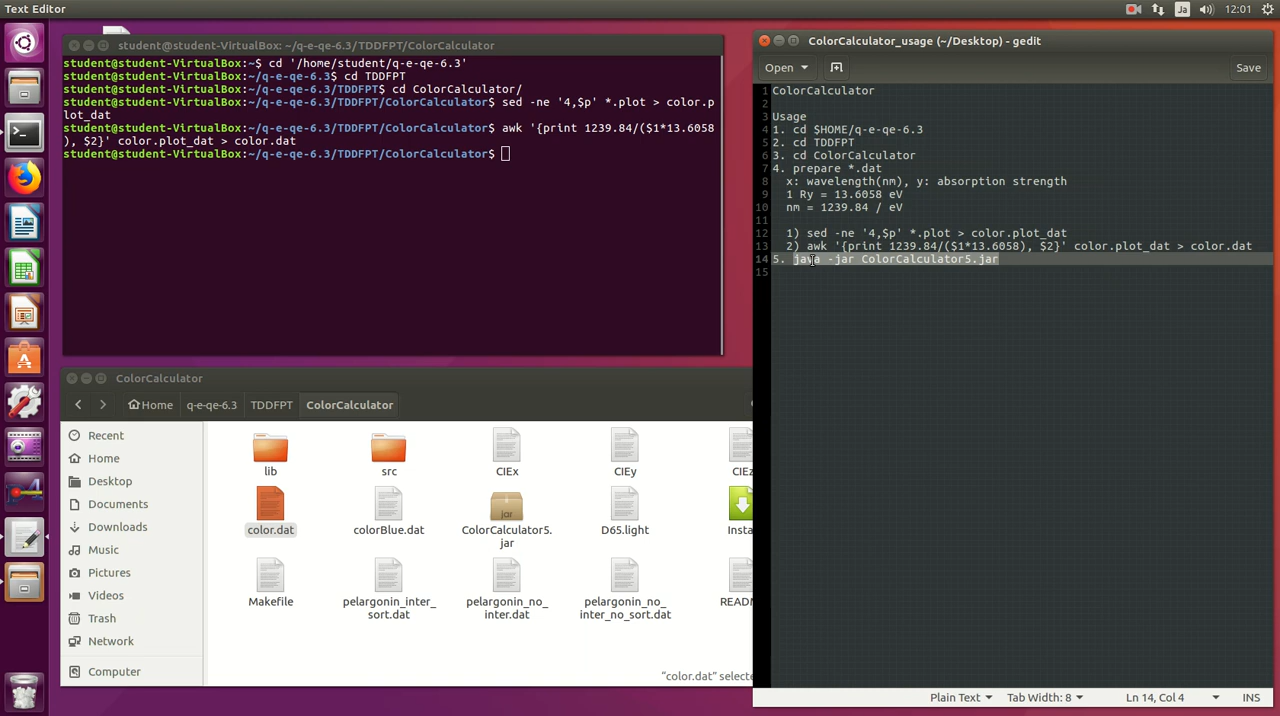 Text Editor
Ja
12:01
student@student-VirtualBox: ~/q-e-qe-6.3/TDDFPT/ColorCalculator
student@student-VirtualBox:~$ cd '/home/student/q-e-qe-6.3'
student@student-VirtualBox:~/q-e-qe-6.3$ cd TDDFPT
student@student-VirtualBox:~/q-e-qe-6.3/TDDFPT$ cd ColorCalculator/
student@student-VirtualBox:~/q-e-qe-6.3/TDDFPT/ColorCalculator$ sed -ne '4,$p' *.plot > color.p
lot_dat
student@student-VirtualBox:~/q-e-qe-6.3/TDDFPT/ColorCalculator$ awk '{print 1239.84/($1*13.6058
), $2}' color.plot_dat > color.dat
student@student-VirtualBox:~/q-e-qe-6.3/TDDFPT/ColorCalculator$
ColorCalculator_usage (~/Desktop) - gedit
Open
Save
1 ColorCalculator
2
3 Usage
4 1. cd $HOME/q-e-qe-6.3
5 2. cd TDDFPT
6 3. cd ColorCalculator
7 4. prepare *.dat
8 x: wavelength(nm), y: absorption strength
9 1 Ry = 13.6058 eV
10 nm = 1239.84 / eV
11
12 1) sed -ne '4,$p' *.plot > color.plot_dat
13 2) awk '{print 1239.84/($1*13.6058), $2}' color.plot_dat > color.dat
14 5. java -jar ColorCalculator5.jar
15
Plain Text
Tab Width: 8
Ln 14, Col 4
INS
ColorCalculator
Home
q-e-qe-6.3
TDDFPT
ColorCalculator
Recent
Home
Desktop
Documents
Downloads
Music
Pictures
Videos
Trash
Network
Computer
lib
src
CIEx
CIEy
CIEz
color.dat
colorBlue.dat
jar
ColorCalculator5.
jar
D65.light
Insta
Makefile
pelargonin_inter_
sort.dat
pelargonin_no_
inter.dat
pelargonin_no_
inter_no_sort.dat
READ
"color.dat" selecte